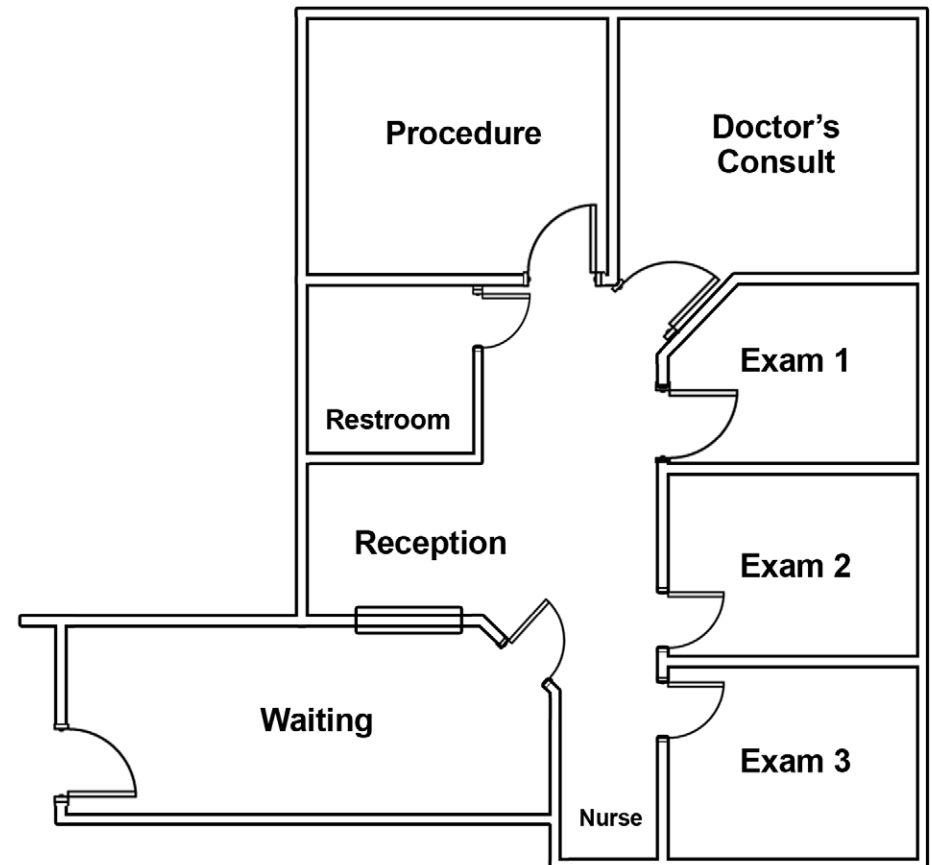 Procedure
Doctor’s
Consult
Exam 1
Restroom
Reception
Exam 2
Waiting
Exam 3
Nurse